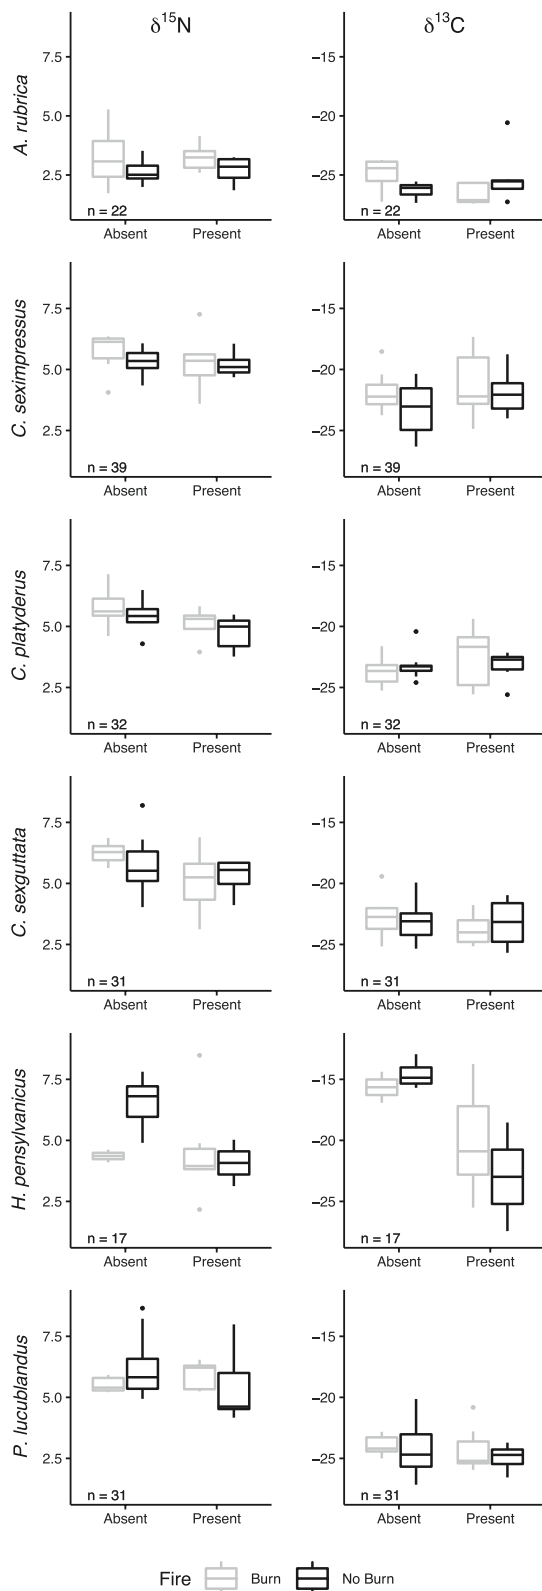 δ15N δ13C
A. rubrica
7.5
5.0
2.5
n = 22
Absent Present
−15
−20
−25
n = 22
Absent Present
C. seximpressus
7.5
5.0
2.5
n = 39
Absent Present
−15
−20
−25
n = 39
Absent Present
C. platyderus
7.5
5.0
2.5
n = 32
Absent Present
−15
−20
−25
n = 32
Absent Present
C. sexguttata
7.5
5.0
2.5
n = 31
Absent Present
−15
−20
−25
n = 31
Absent Present
H. pensylvanicus
7.5
5.0
2.5
n = 17
Absent Present
−15
−20
−25
n = 17
Absent Present
P. lucublandus
7.5
5.0
2.5
n = 31
Absent Present
−15
−20
−25
n = 31
Absent Present
Fire Burn No Burn